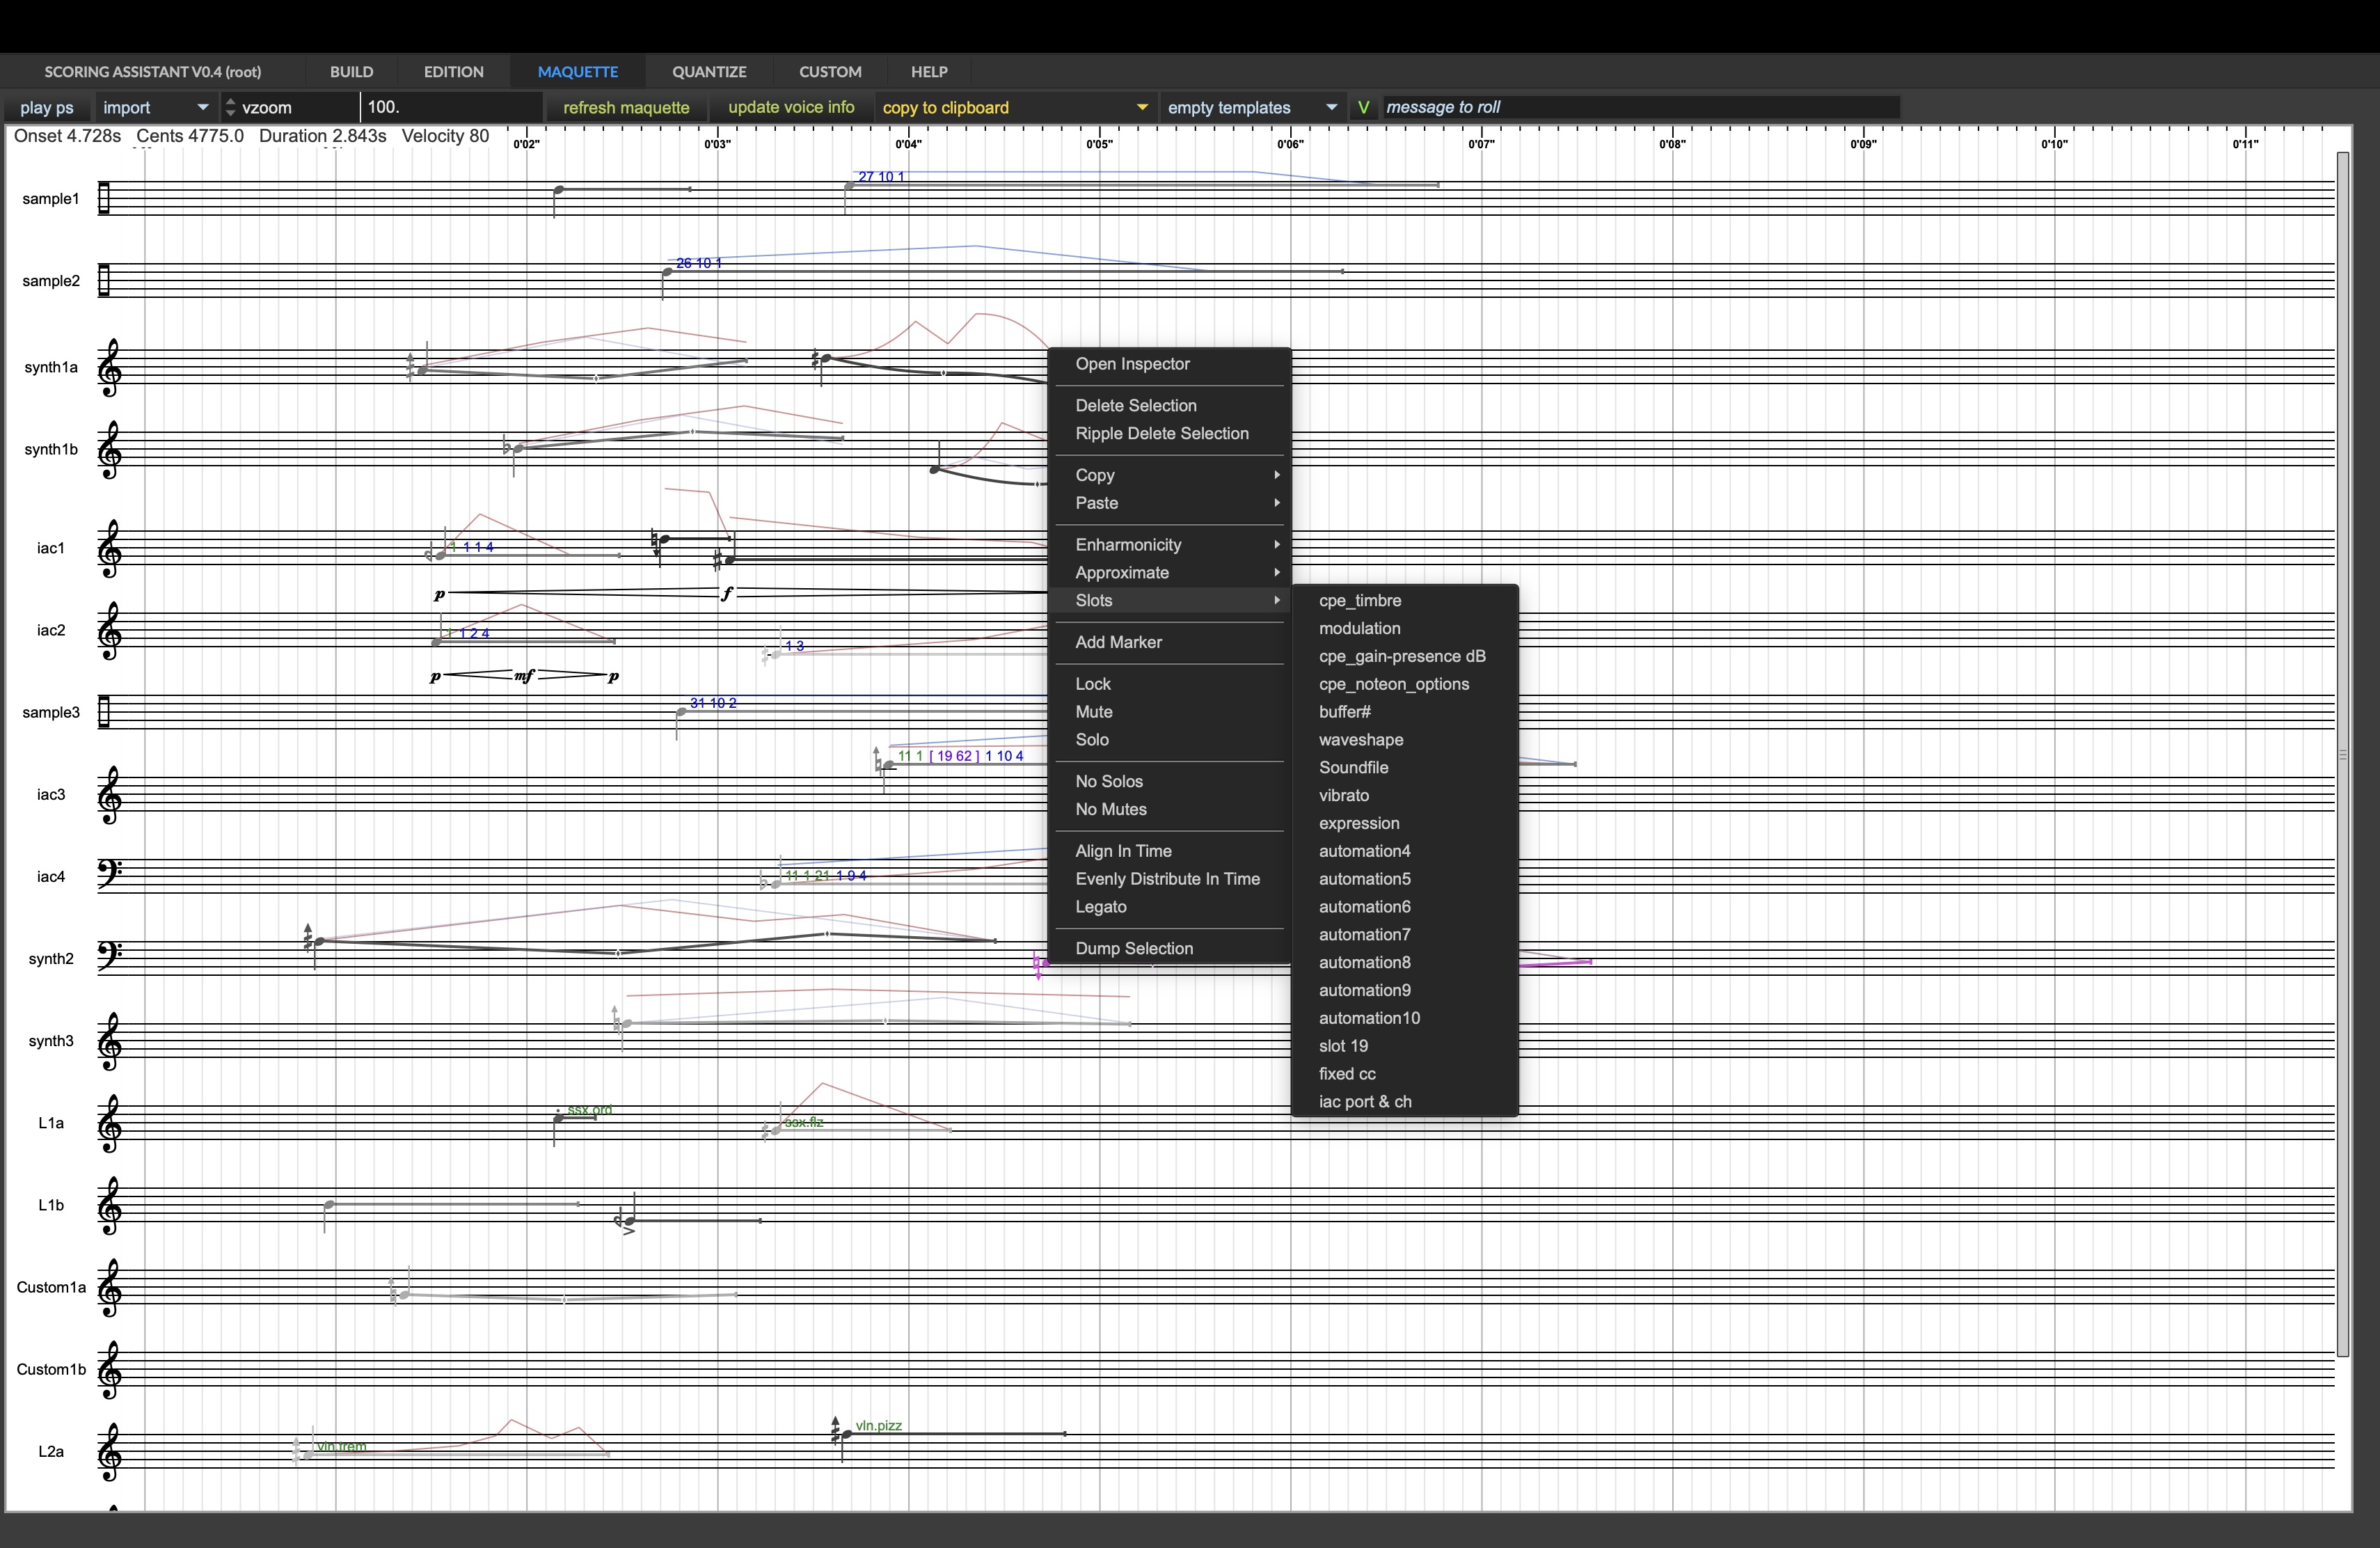 SCORING ASSISTANT V0.4 (root) BUILD EDITION MAQUETTE QUANTIZE CUSTOM HELP
play ps import vzoom 100. refresh maquette update voice info copy to clipboard empty templates V message to roll
Onset 4.728s Cents 4775.0 Duration 2.843s Velocity 80
0'02" 0'03" 0'04" 0'05" 0'06" 0'07" 0'08" 0'09" 0'10" 0'11"
sample1 27 10 1
sample2 26 10 1
synth1a
synth1b
iac1 1 1 1 4
p f
iac2 1 1 2 4
1 3
p mf p
sample3 31 10 2
11 1 [ 19 62 ] 1 10 4
iac3
iac4 11 1 21 1 9 4
synth2
synth3
L1a ssx.ord ssx.flz
L1b
Custom1a
Custom1b
L2a vln.trem vln.pizz
Open Inspector
Delete Selection
Ripple Delete Selection
Copy
Paste
Enharmonicity
Approximate
Slots
Add Marker
Lock
Mute
Solo
No Solos
No Mutes
Align In Time
Evenly Distribute In Time
Legato
Dump Selection
cpe_timbre
modulation
cpe_gain-presence dB
cpe_noteon_options
buffer#
waveshape
Soundfile
vibrato
expression
automation4
automation5
automation6
automation7
automation8
automation9
automation10
slot 19
fixed cc
iac port & ch